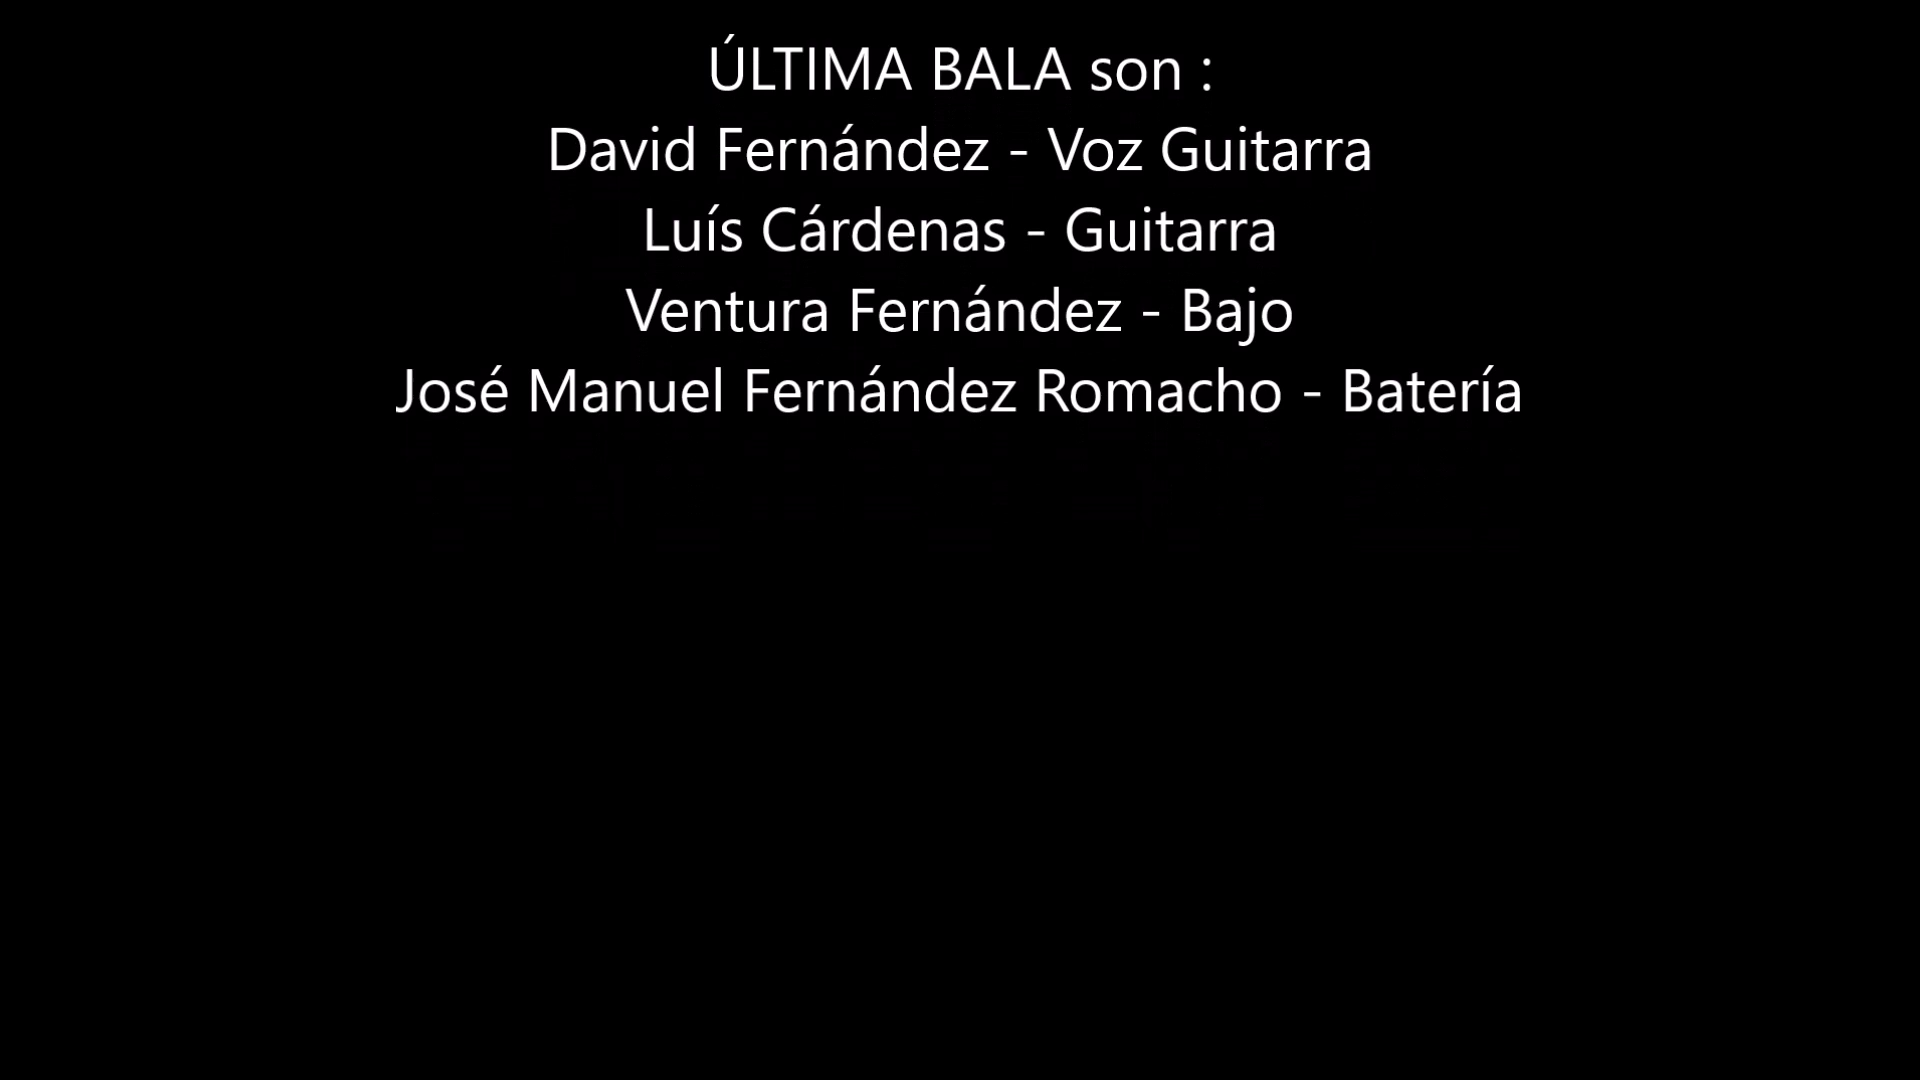 ÚLTIMA BALA son :
David Fernández - Voz Guitarra
Luís Cárdenas - Guitarra
Ventura Fernández - Bajo
José Manuel Fernández Romacho - Batería